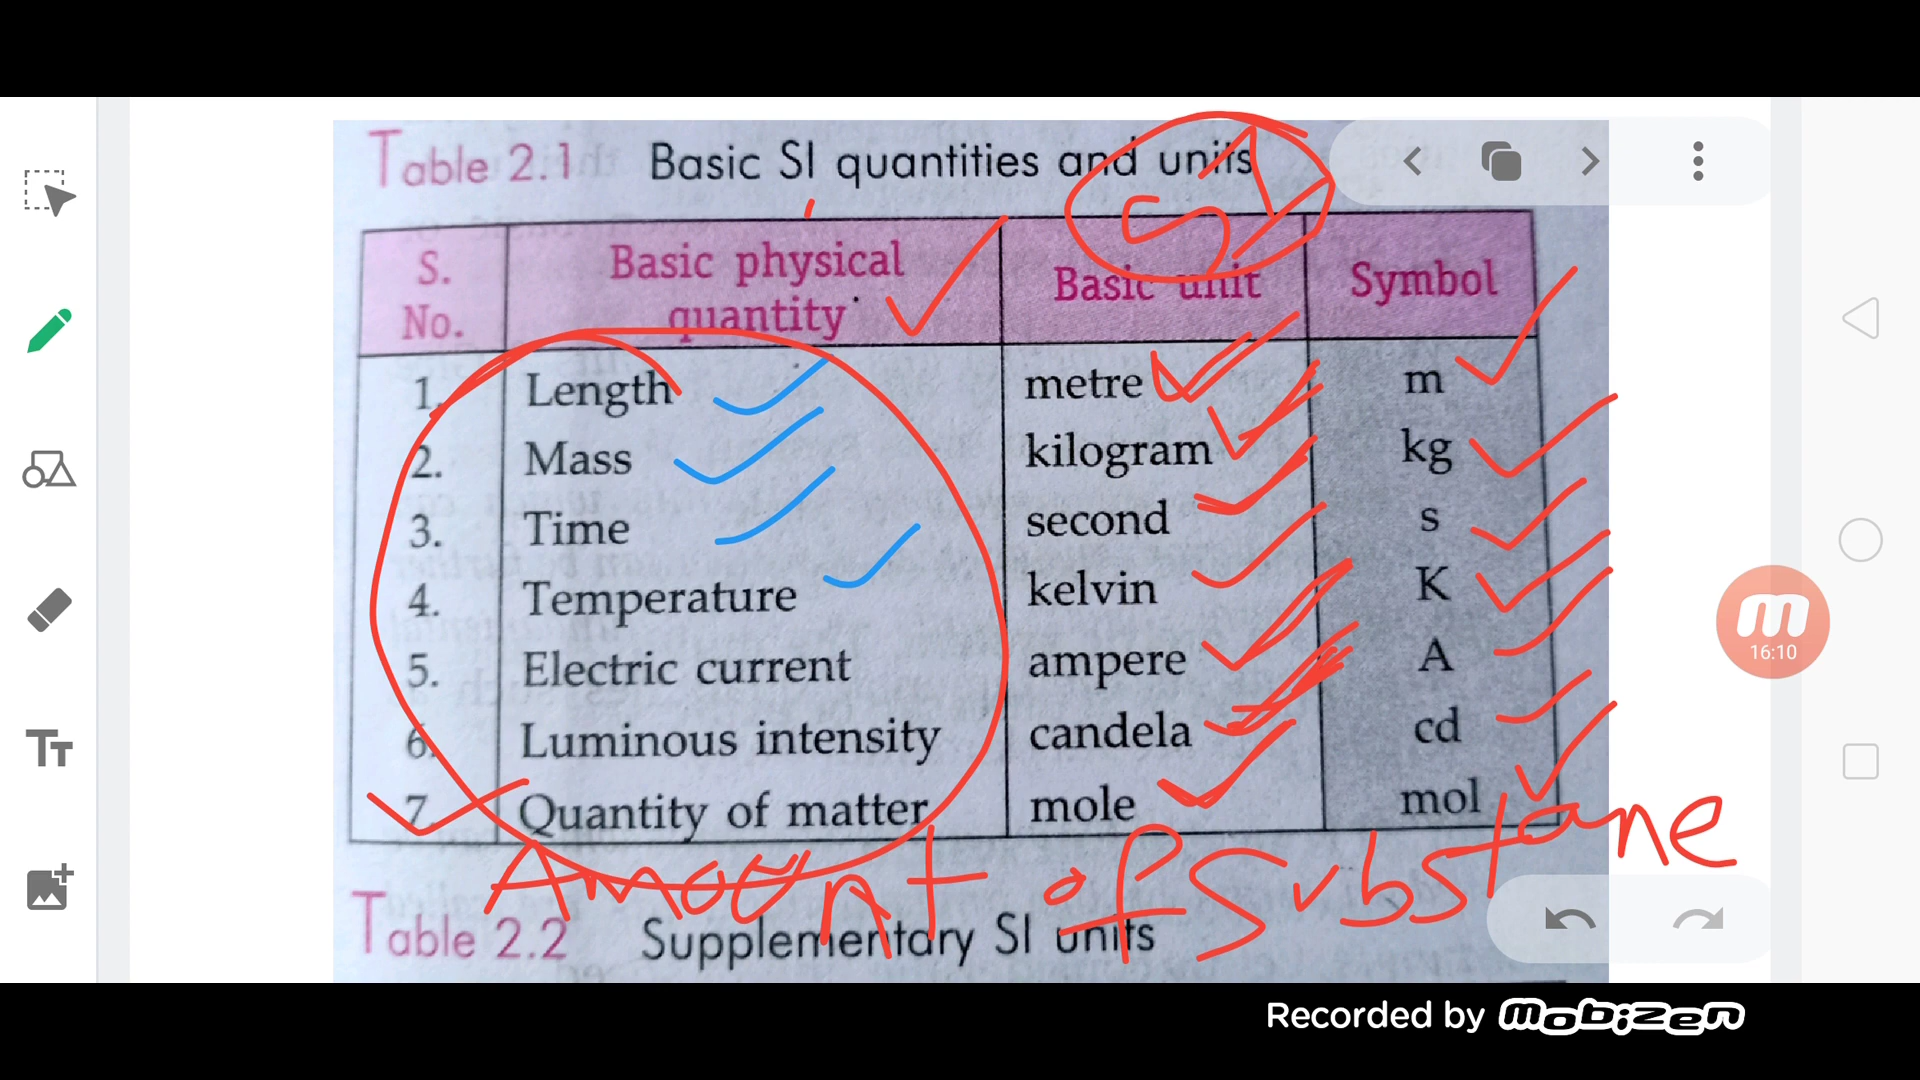 Table 2.1 Basic SI quantities and units
SI
S. No. Basic physical quantity Basic unit Symbol
1. Length metre m
2. Mass kilogram kg
3. Time second s
4. Temperature kelvin K
5. Electric current ampere A
6. Luminous intensity candela cd
7. Quantity of matter mole mol
Amount of Substane
Table 2.2 Supplementary SI units
TT
16:10
Recorded by mobizen